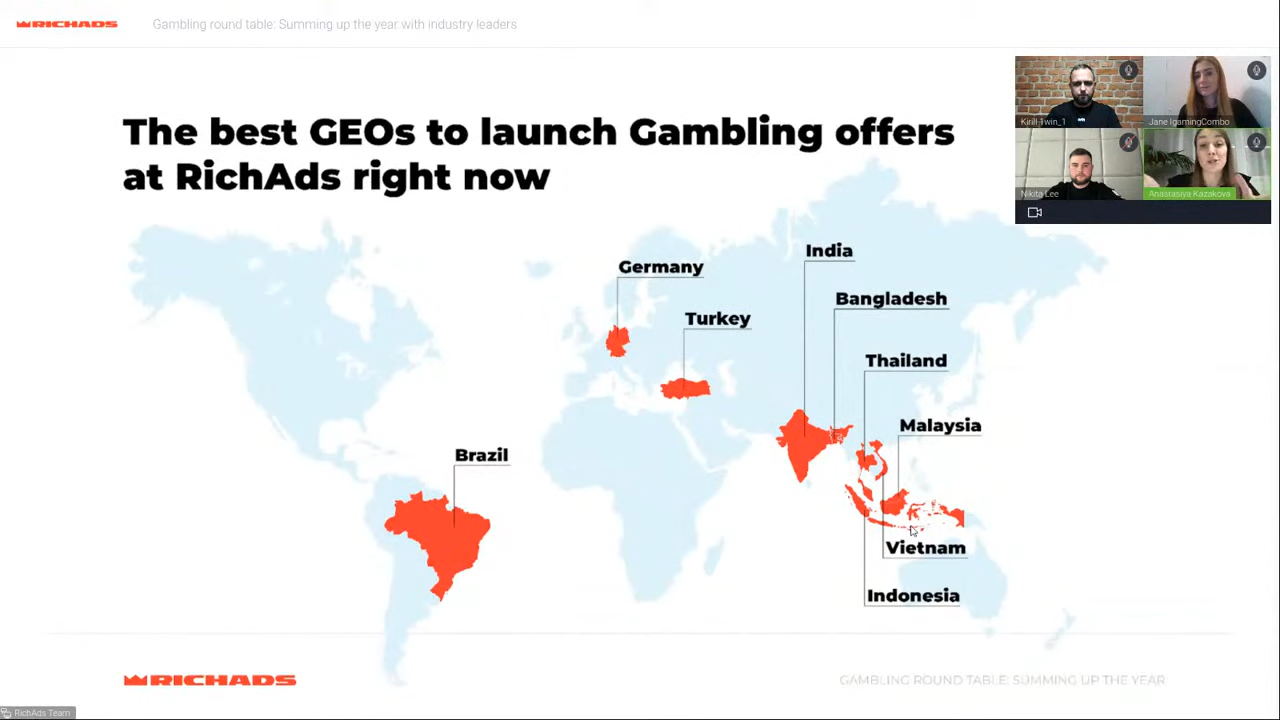 RICHADS
Gambling round table: Summing up the year with industry leaders
The best GEOs to launch Gambling offers
at RichAds right now
Kirill 1win_1
Jane IgamingCombo
Nikita Lee
Anastasiya Kazakova
India
Germany
Bangladesh
Turkey
Thailand
Malaysia
Brazil
Vietnam
Indonesia
RICHADS
GAMBLING ROUND TABLE: SUMMING UP THE YEAR
RichAds Team